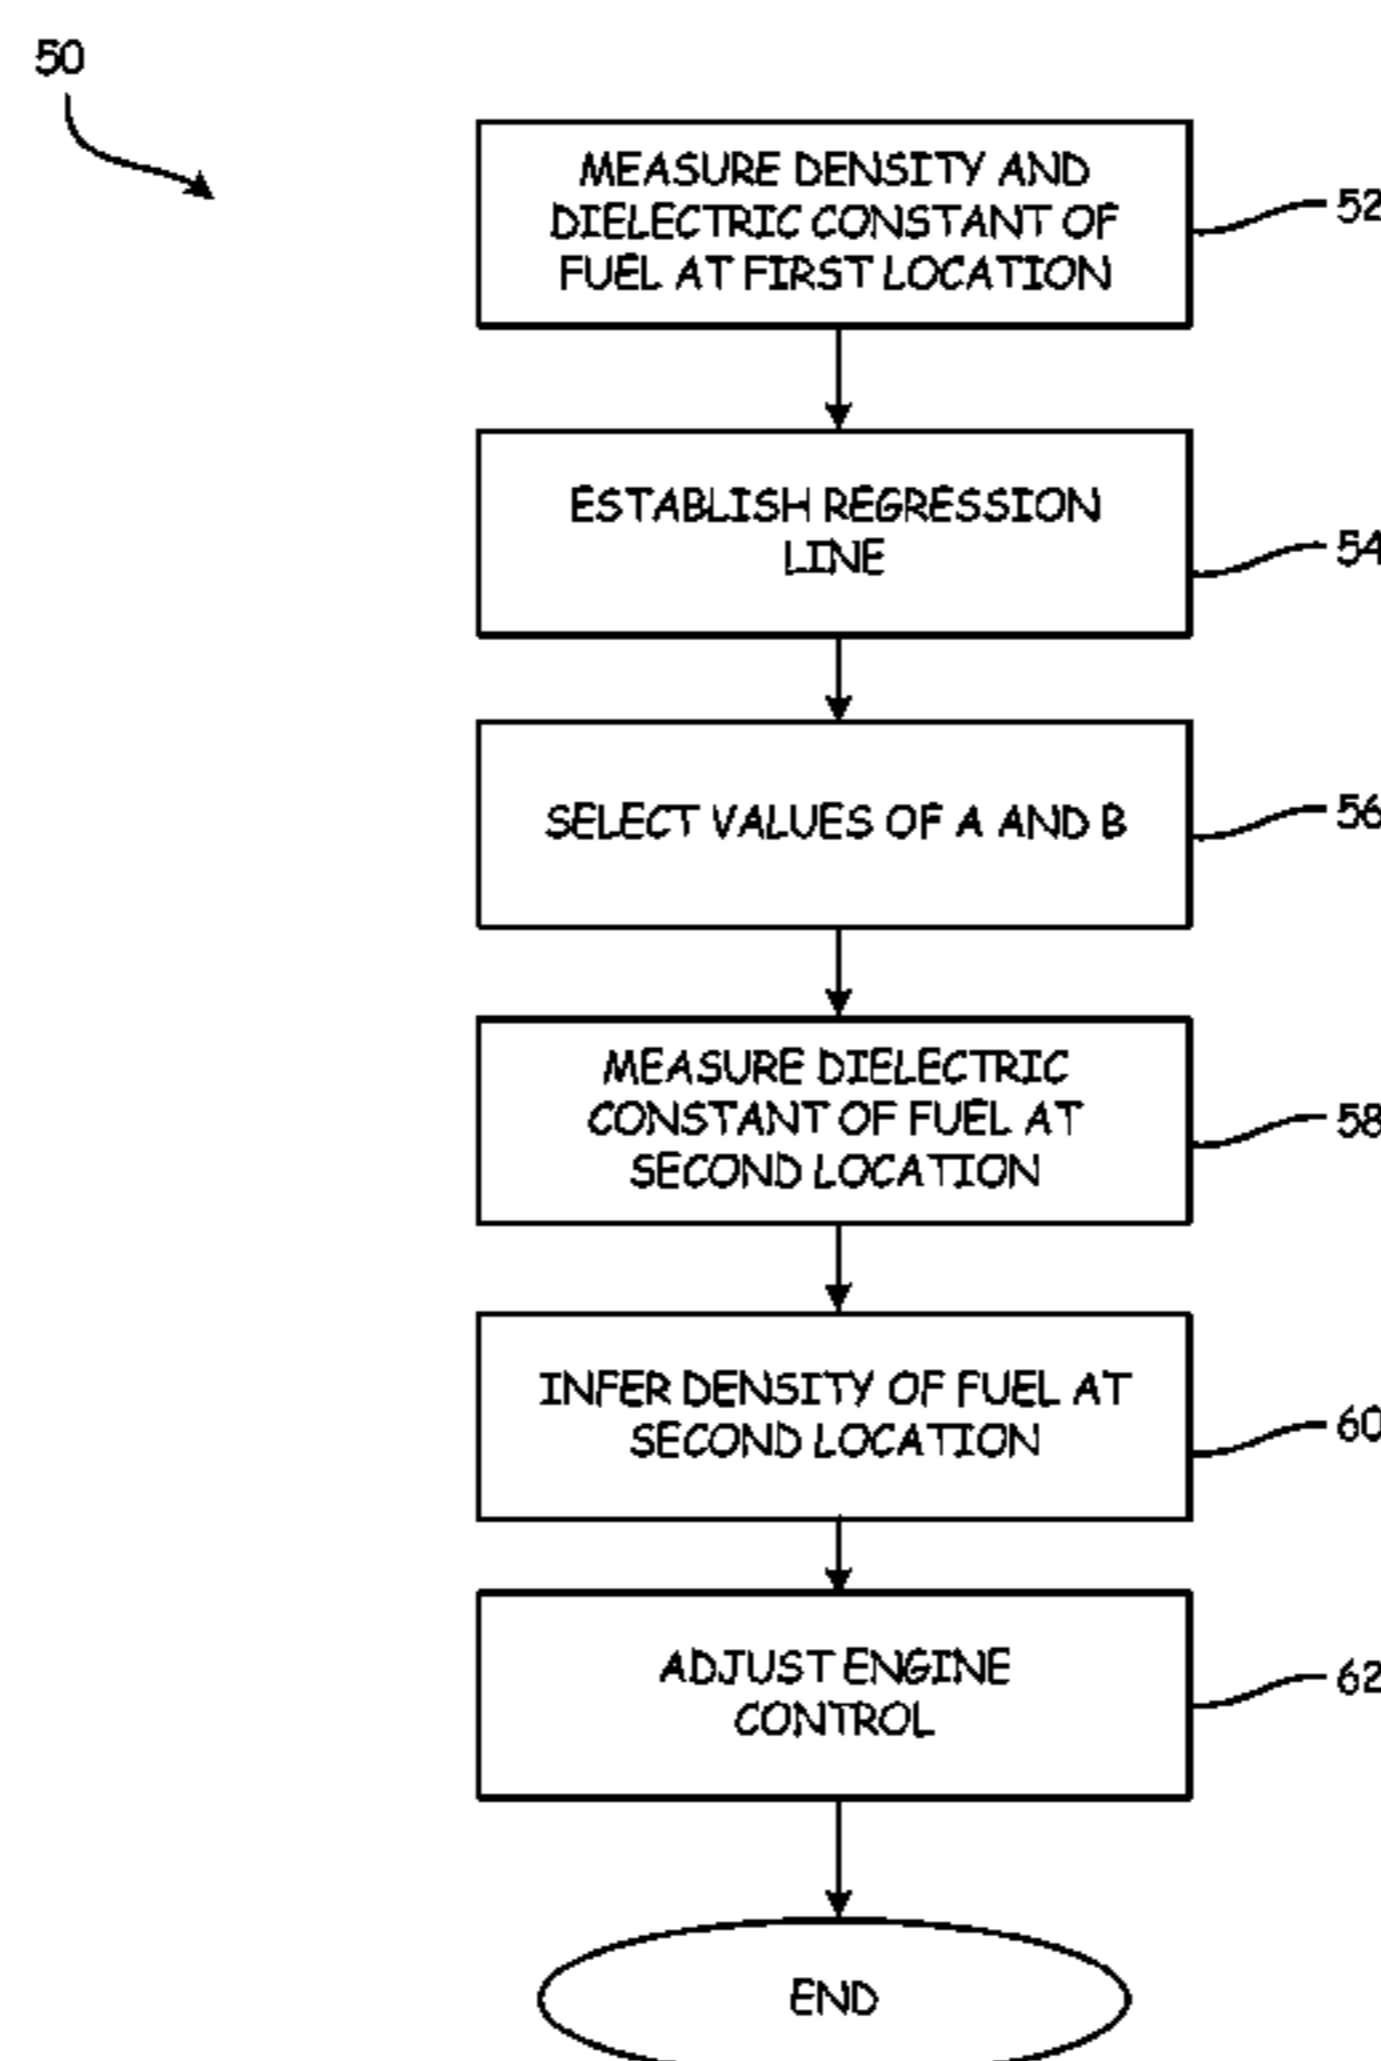 50
MEASURE DENSITY AND
DIELECTRIC CONSTANT OF
FUEL AT FIRST LOCATION
52
ESTABLISH REGRESSION
LINE
54
SELECT VALUES OF A AND B
56
MEASURE DIELECTRIC
CONSTANT OF FUEL AT
SECOND LOCATION
58
INFER DENSITY OF FUEL AT
SECOND LOCATION
60
ADJUST ENGINE
CONTROL
62
END